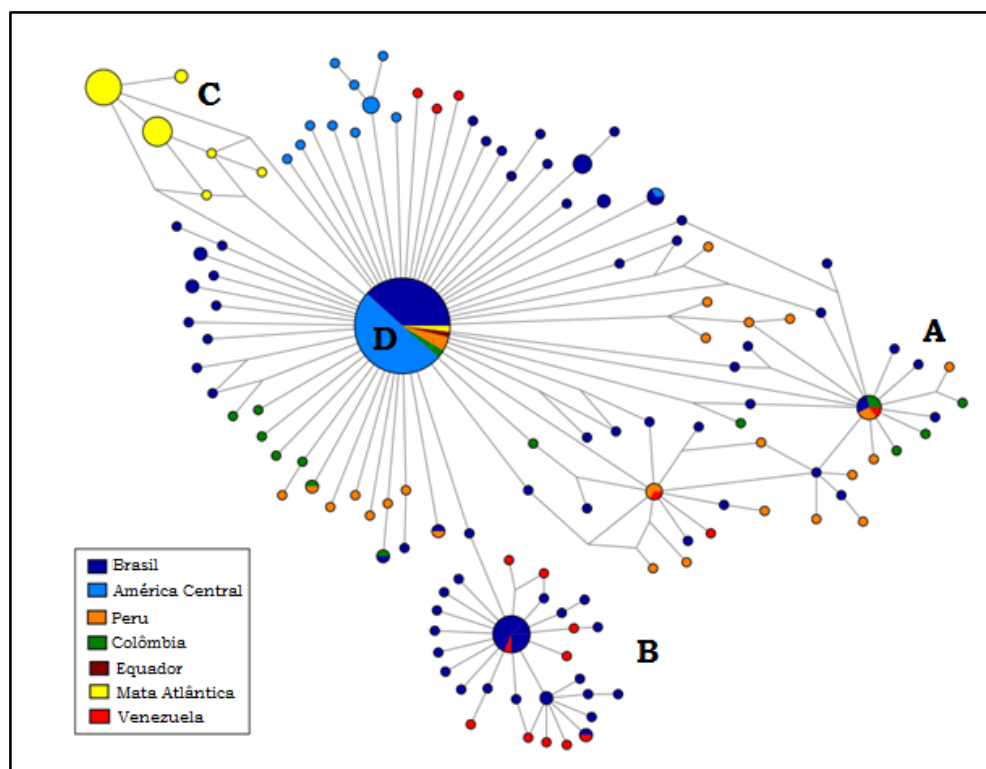 C
D
A
B
Brasil
América Central
Peru
Colômbia
Equador
Mata Atlântica
Venezuela